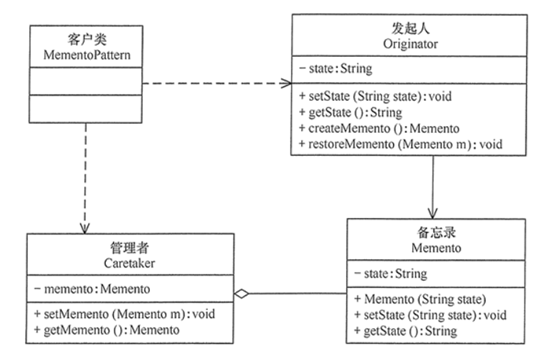 客户类
MementoPattern
发起人
Originator
− state:String
+ setState (String state):void
+ getState ():String
+ createMemento ():Memento
+ restoreMemento (Memento m):void
管理者
Caretaker
− memento:Memento
+ setMemento (Memento m):void
+ getMemento ():Memento
备忘录
Memento
− state:String
+ Memento (String state)
+ setState (String state):void
+ getState ():String